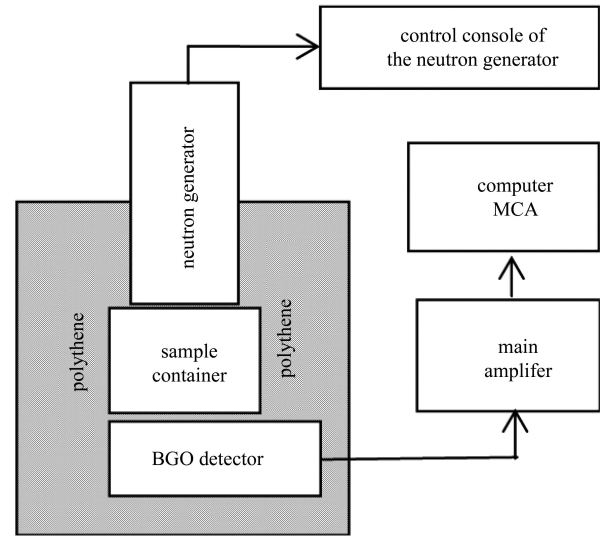 control console of
the neutron generator
neutron generator
computer
MCA
polythene
polythene
sample
container
main
amplifer
BGO detector